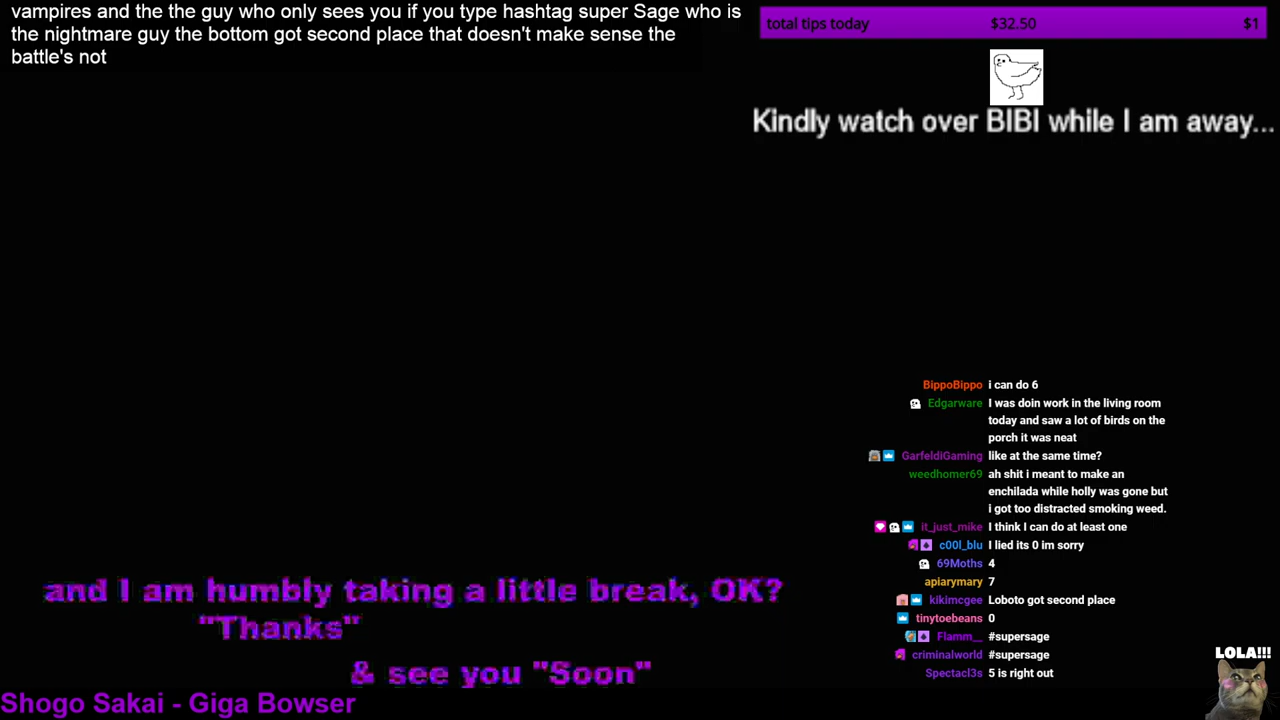 vampires and the the guy who only sees you if you type hashtag super Sage who is
the nightmare guy the bottom got second place that doesn't make sense the
battle's not
total tips today $32.50 $1
Kindly watch over BIBI while I am away...
BippoBippo i can do 6
Edgarware I was doin work in the living room
today and saw a lot of birds on the
porch it was neat
GarfeldiGaming like at the same time?
weedhomer69 ah shit i meant to make an
enchilada while holly was gone but
i got too distracted smoking weed.
it_just_mike I think I can do at least one
c00l_blu I lied its 0 im sorry
69Moths 4
apiarymary 7
kikimcgee Loboto got second place
tinytoebeans 0
Flamm__ #supersage
criminalworld #supersage
Spectacl3s 5 is right out
and I am humbly taking a little break, OK?
"Thanks"
& see you "Soon"
LOLA!!!
Shogo Sakai - Giga Bowser